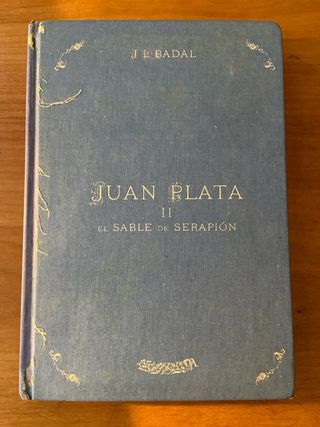 J L BADAL
JUAN PLATA
II
EL SABLE DE SERAPIÓN